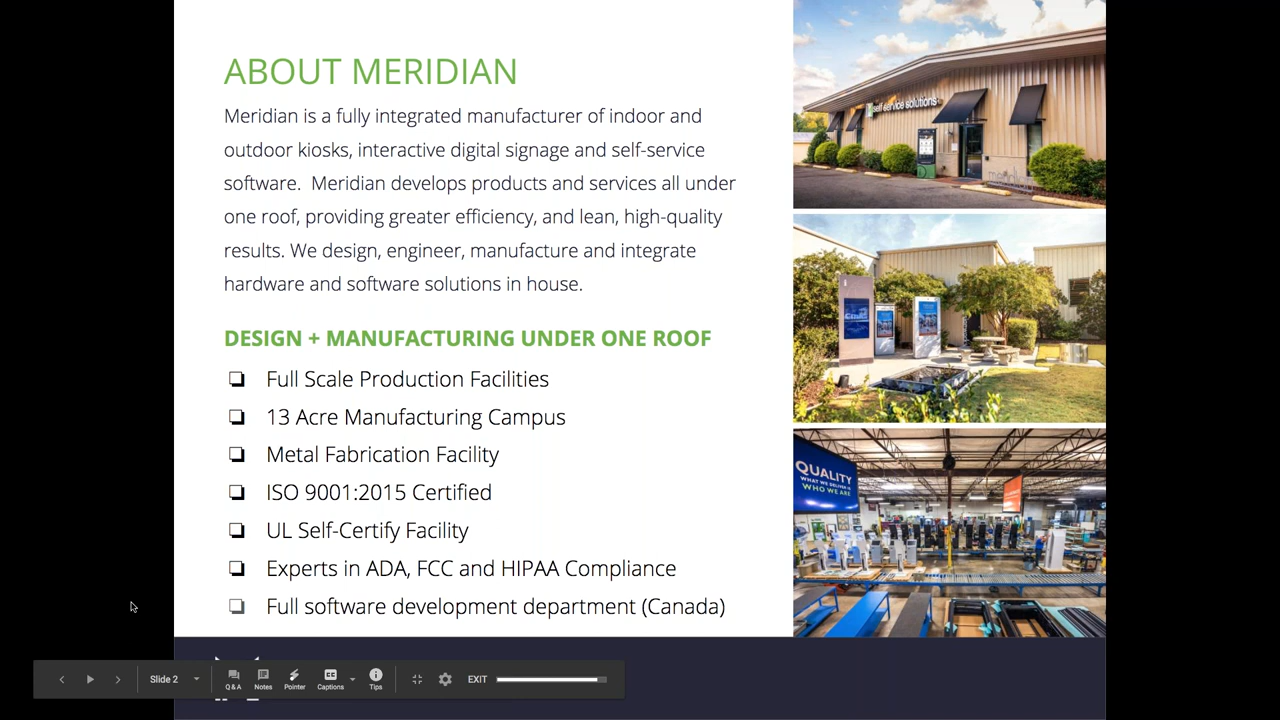 ABOUT MERIDIAN
Meridian is a fully integrated manufacturer of indoor and
outdoor kiosks, interactive digital signage and self-service
software.  Meridian develops products and services all under
one roof, providing greater efficiency, and lean, high-quality
results. We design, engineer, manufacture and integrate
hardware and software solutions in house.
DESIGN + MANUFACTURING UNDER ONE ROOF
❏ Full Scale Production Facilities
❏ 13 Acre Manufacturing Campus
❏ Metal Fabrication Facility
❏ ISO 9001:2015 Certified
❏ UL Self-Certify Facility
❏ Experts in ADA, FCC and HIPAA Compliance
❏ Full software development department (Canada)
self service solutions
QUALITY
WHAT WE DELIVER IS
WHO WE ARE
Slide 2
Q & A
Notes
Pointer
Captions
Tips
EXIT